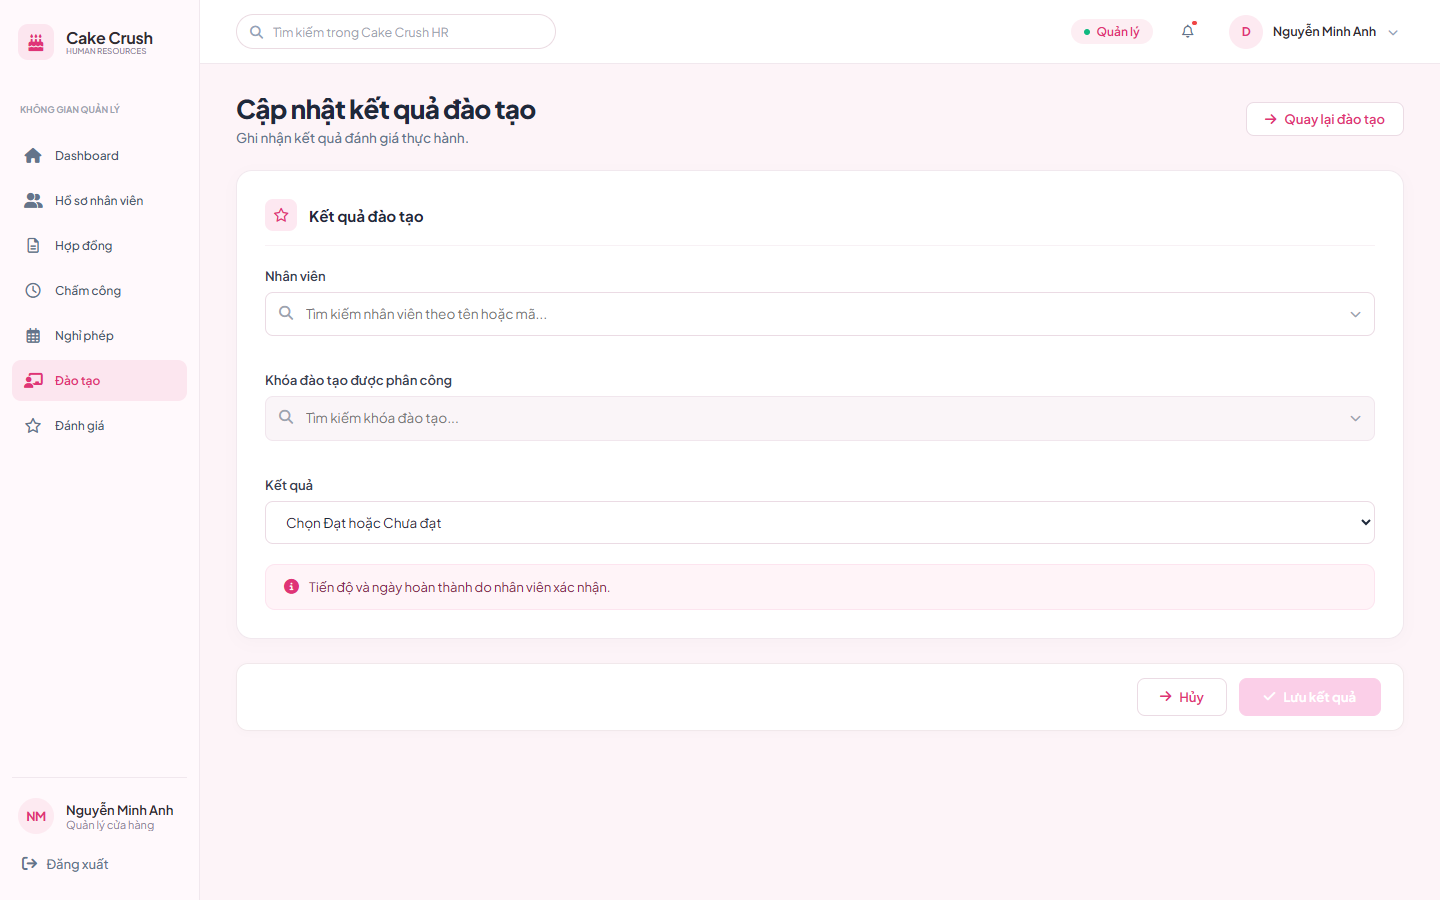 Cake Crush
HUMAN RESOURCES
KHÔNG GIAN QUẢN LÝ
Dashboard
Hồ sơ nhân viên
Hợp đồng
Chấm công
Nghỉ phép
Đào tạo
Đánh giá
NM
Nguyễn Minh Anh
Quản lý cửa hàng
Đăng xuất
Tìm kiếm trong Cake Crush HR
Quản lý
D
Nguyễn Minh Anh
Cập nhật kết quả đào tạo
Ghi nhận kết quả đánh giá thực hành.
Quay lại đào tạo
Kết quả đào tạo
Nhân viên
Tìm kiếm nhân viên theo tên hoặc mã...
Khóa đào tạo được phân công
Tìm kiếm khóa đào tạo...
Kết quả
Chọn Đạt hoặc Chưa đạt
Tiến độ và ngày hoàn thành do nhân viên xác nhận.
Hủy
Lưu kết quả